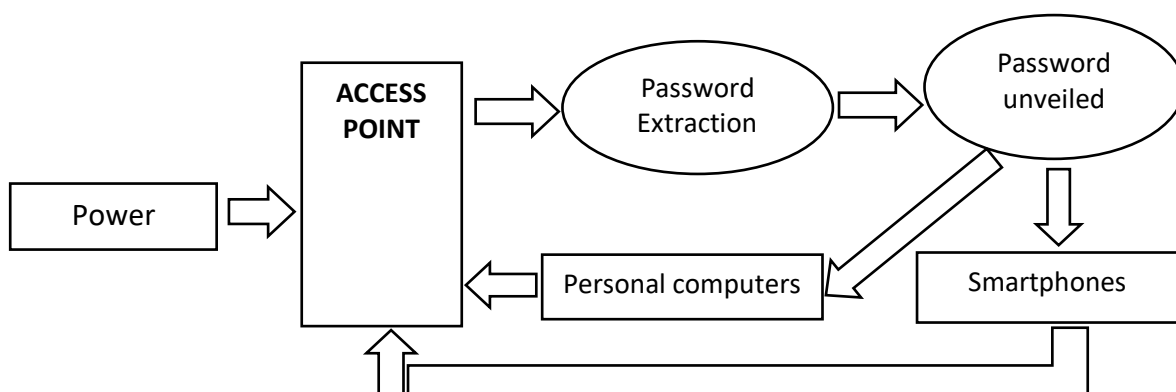 ACCESS
POINT
Password
Extraction
Password
unveiled
Power
Personal computers
Smartphones